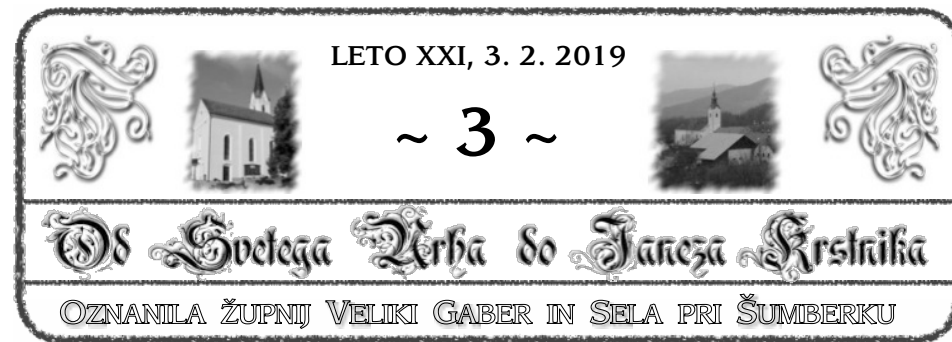 LETO XXI, 3. 2. 2019
~ 3 ~
Od Svetega Urha do Janeza Krstnika
OZNANILA ŽUPNIJ VELIKI GABER IN SELA PRI ŠUMBERKU